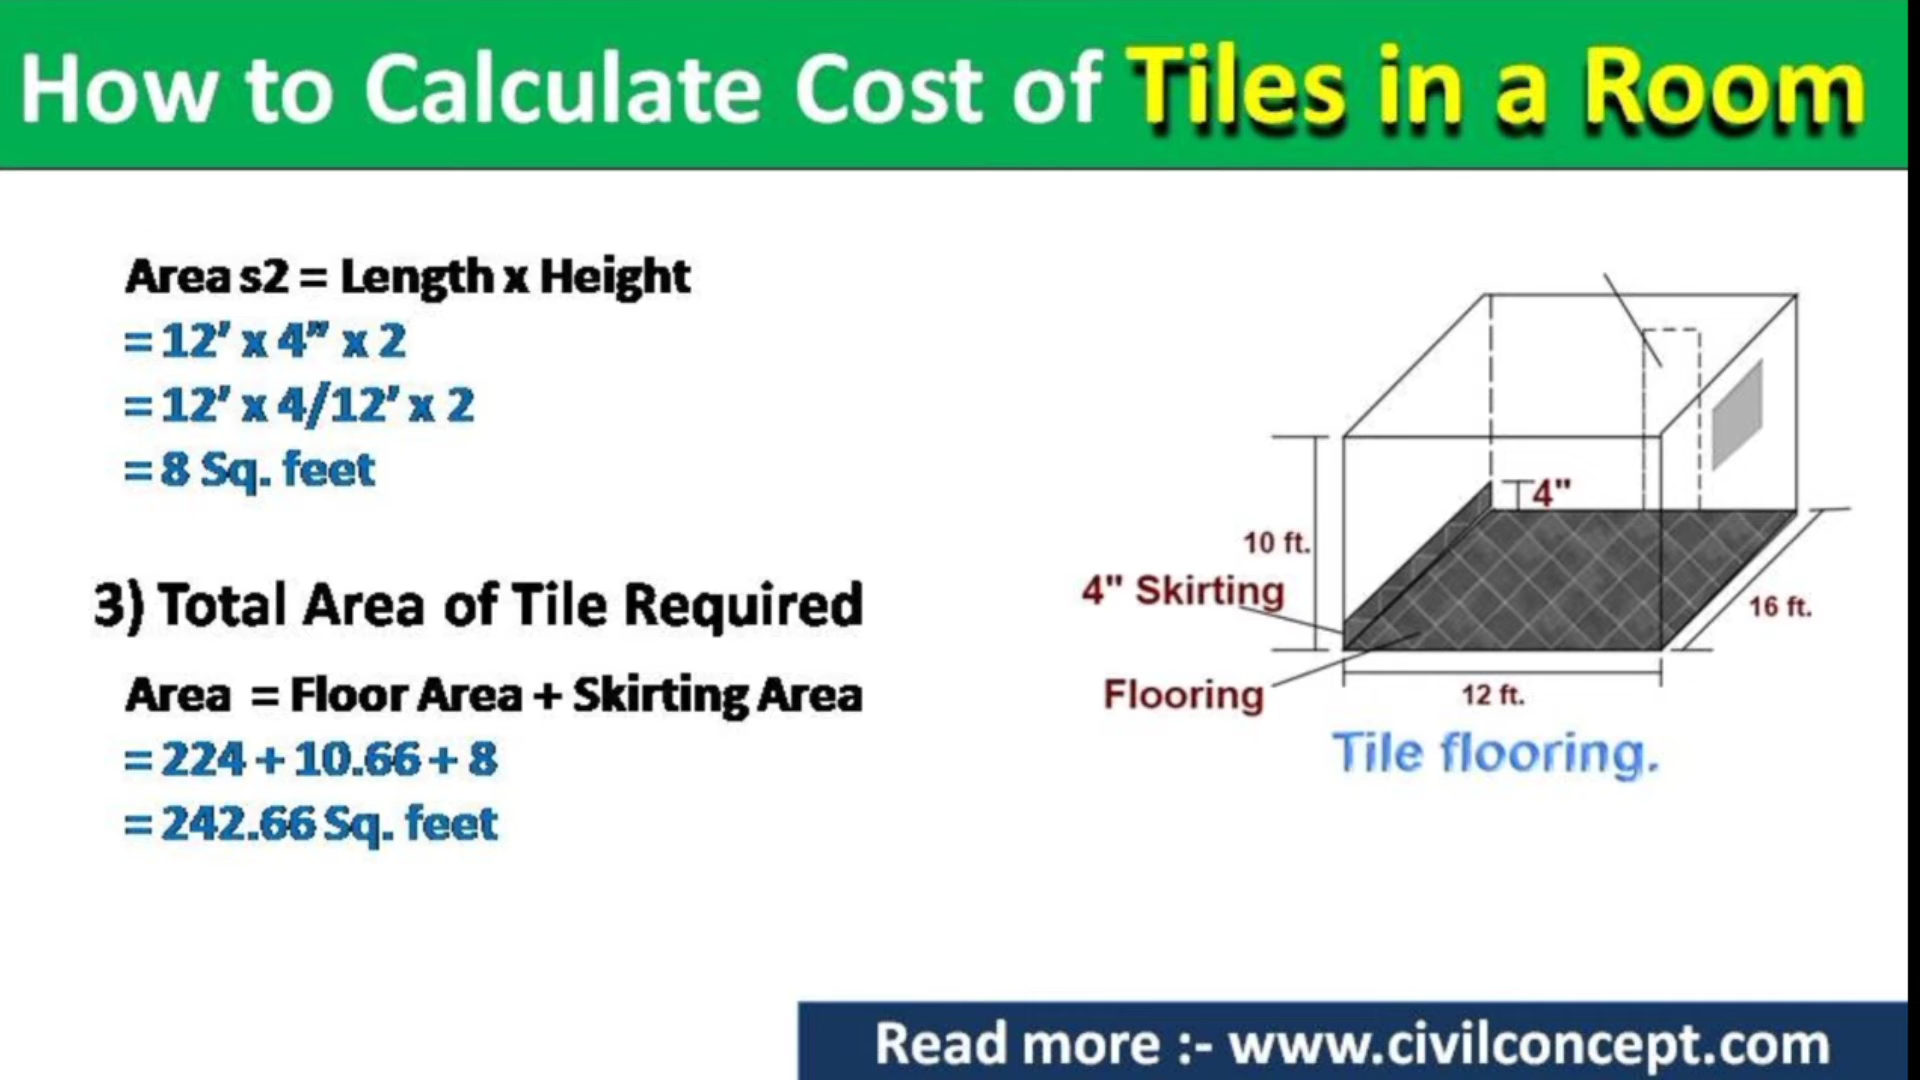 How to Calculate Cost of Tiles in a Room
Area s2 = Length x Height
= 12’ x 4” x 2
= 12’ x 4/12’ x 2
= 8 Sq. feet
3) Total Area of Tile Required
Area = Floor Area + Skirting Area
= 224 + 10.66 + 8
= 242.66 Sq. feet
4"
10 ft.
4" Skirting
16 ft.
Flooring
12 ft.
Tile flooring.
Read more :- www.civilconcept.com